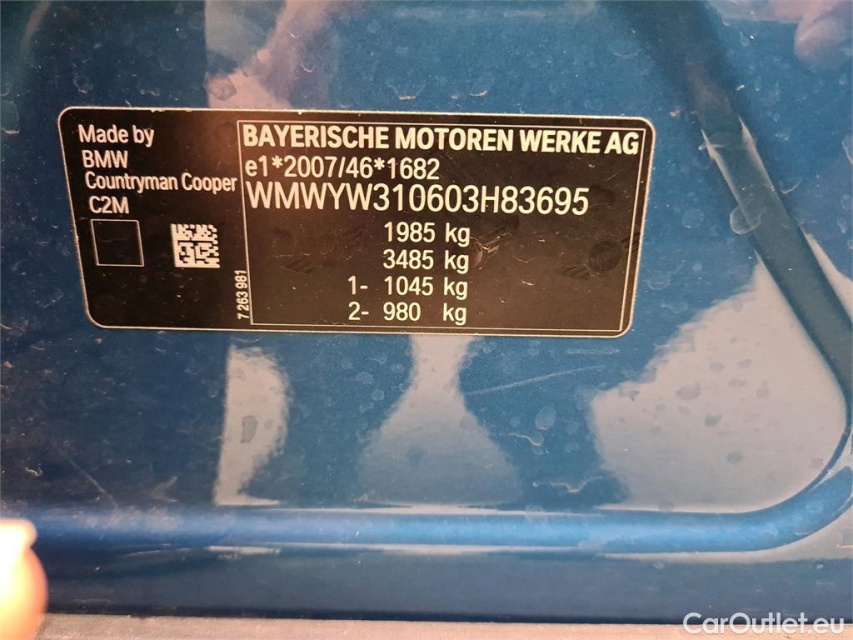 Made by
BMW
Countryman Cooper
C2M
7 263 981
BAYERISCHE MOTOREN WERKE AG
e1*2007/46*1682
WMWYW310603H83695
1985 kg
3485 kg
1- 1045 kg
2- 980 kg
CarOutlet.eu